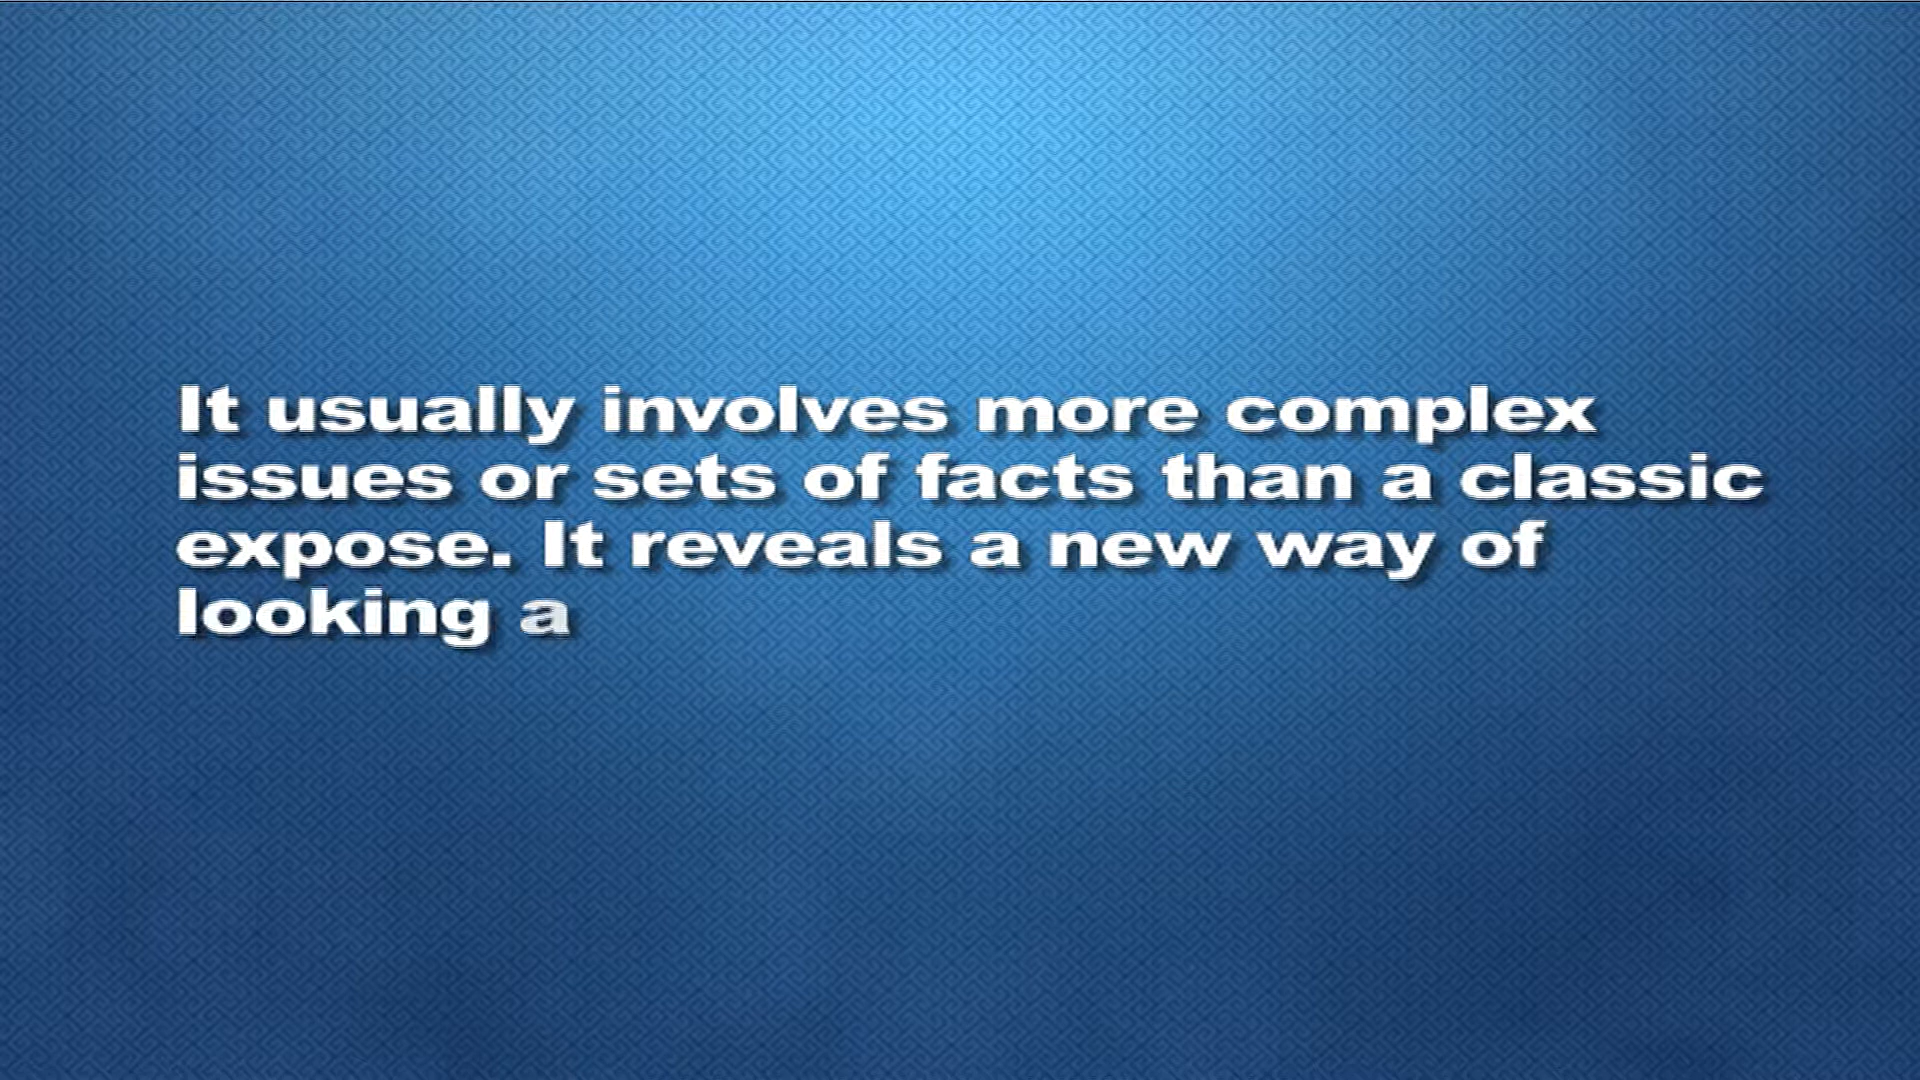 It usually involves more complex
issues or sets of facts than a classic
expose. It reveals a new way of
looking a